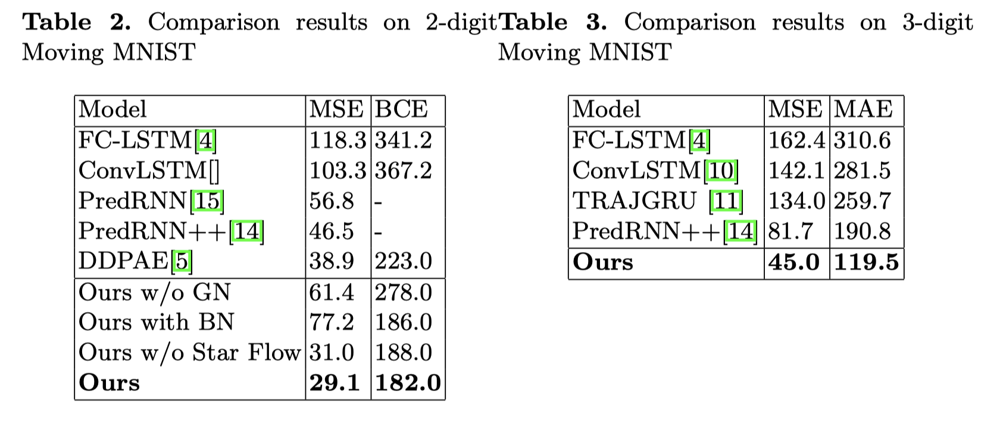 Table 2. Comparison results on 2-digit
Moving MNIST
Model MSE BCE
FC-LSTM[4] 118.3 341.2
ConvLSTM[] 103.3 367.2
PredRNN[15] 56.8 -
PredRNN++[14] 46.5 -
DDPAE[5] 38.9 223.0
Ours w/o GN 61.4 278.0
Ours with BN 77.2 186.0
Ours w/o Star Flow 31.0 188.0
Ours 29.1 182.0
Table 3. Comparison results on 3-digit
Moving MNIST
Model MSE MAE
FC-LSTM[4] 162.4 310.6
ConvLSTM[10] 142.1 281.5
TRAJGRU [11] 134.0 259.7
PredRNN++[14] 81.7 190.8
Ours 45.0 119.5